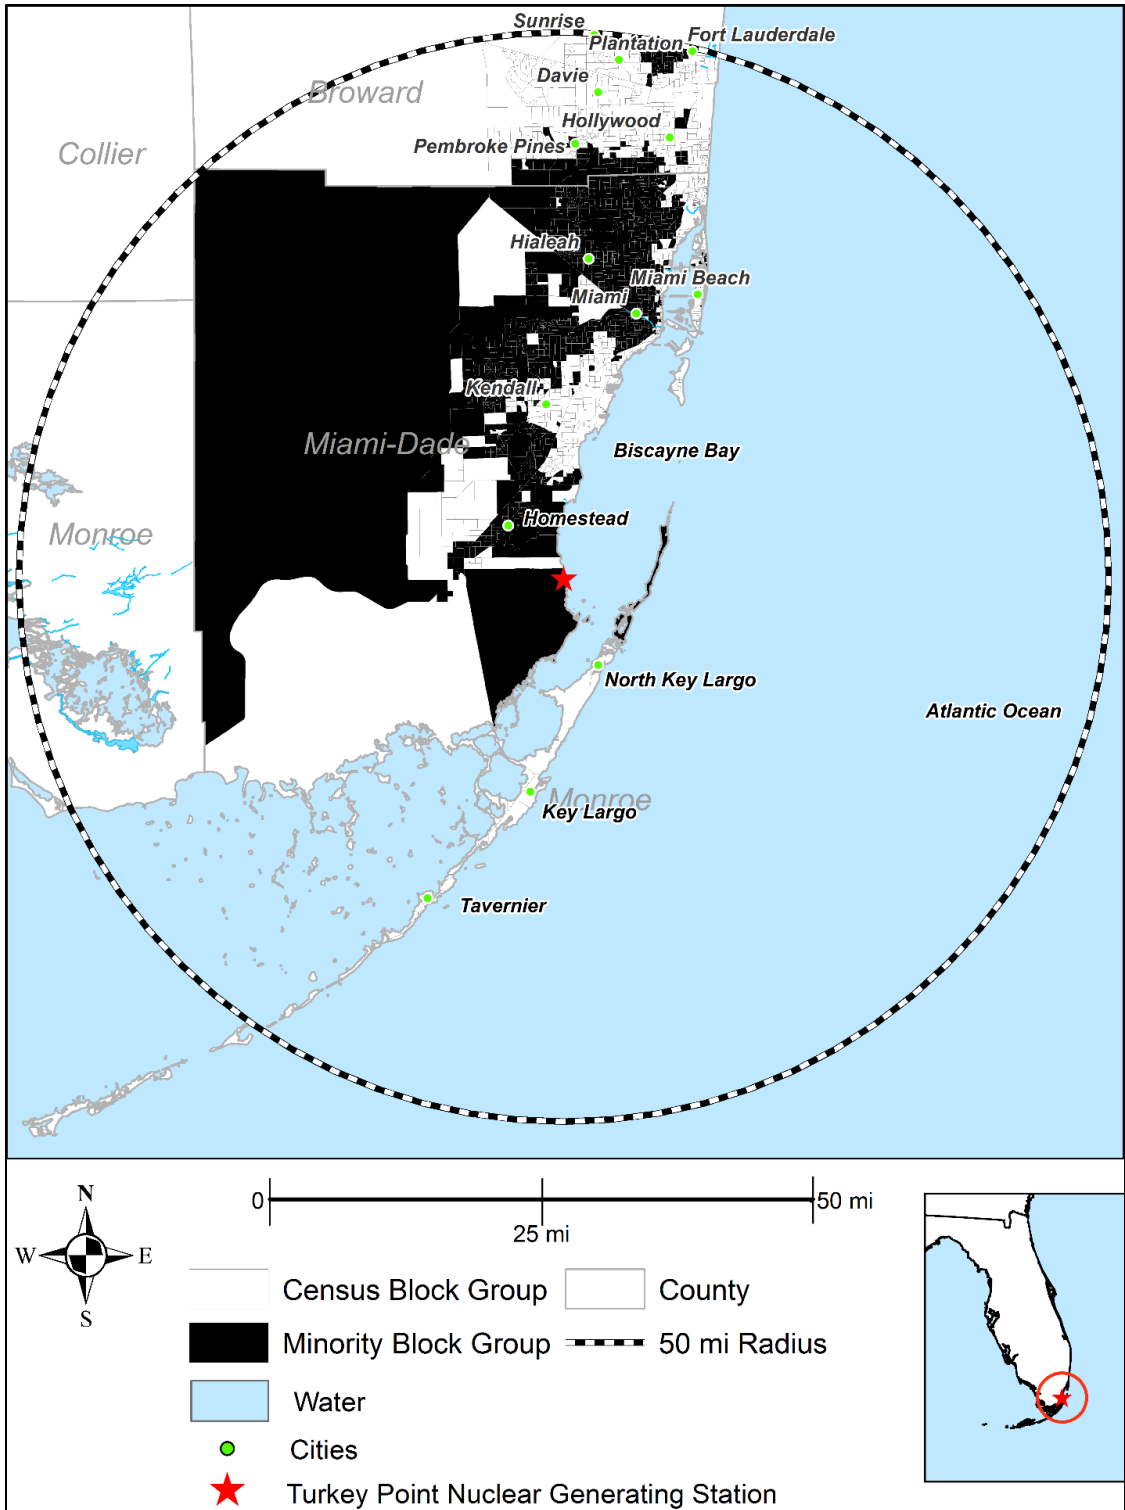 Sunrise
Plantation
Fort Lauderdale
Davie
Broward
Hollywood
Pembroke Pines
Collier
Hialeah
Miami Beach
Miami
Kendall
Miami-Dade
Biscayne Bay
Homestead
Monroe
North Key Largo
Atlantic Ocean
Monroe
Key Largo
Tavernier
N
W E
S
0 50 mi
25 mi
Census Block Group County
Minority Block Group 50 mi Radius
Water
Cities
Turkey Point Nuclear Generating Station